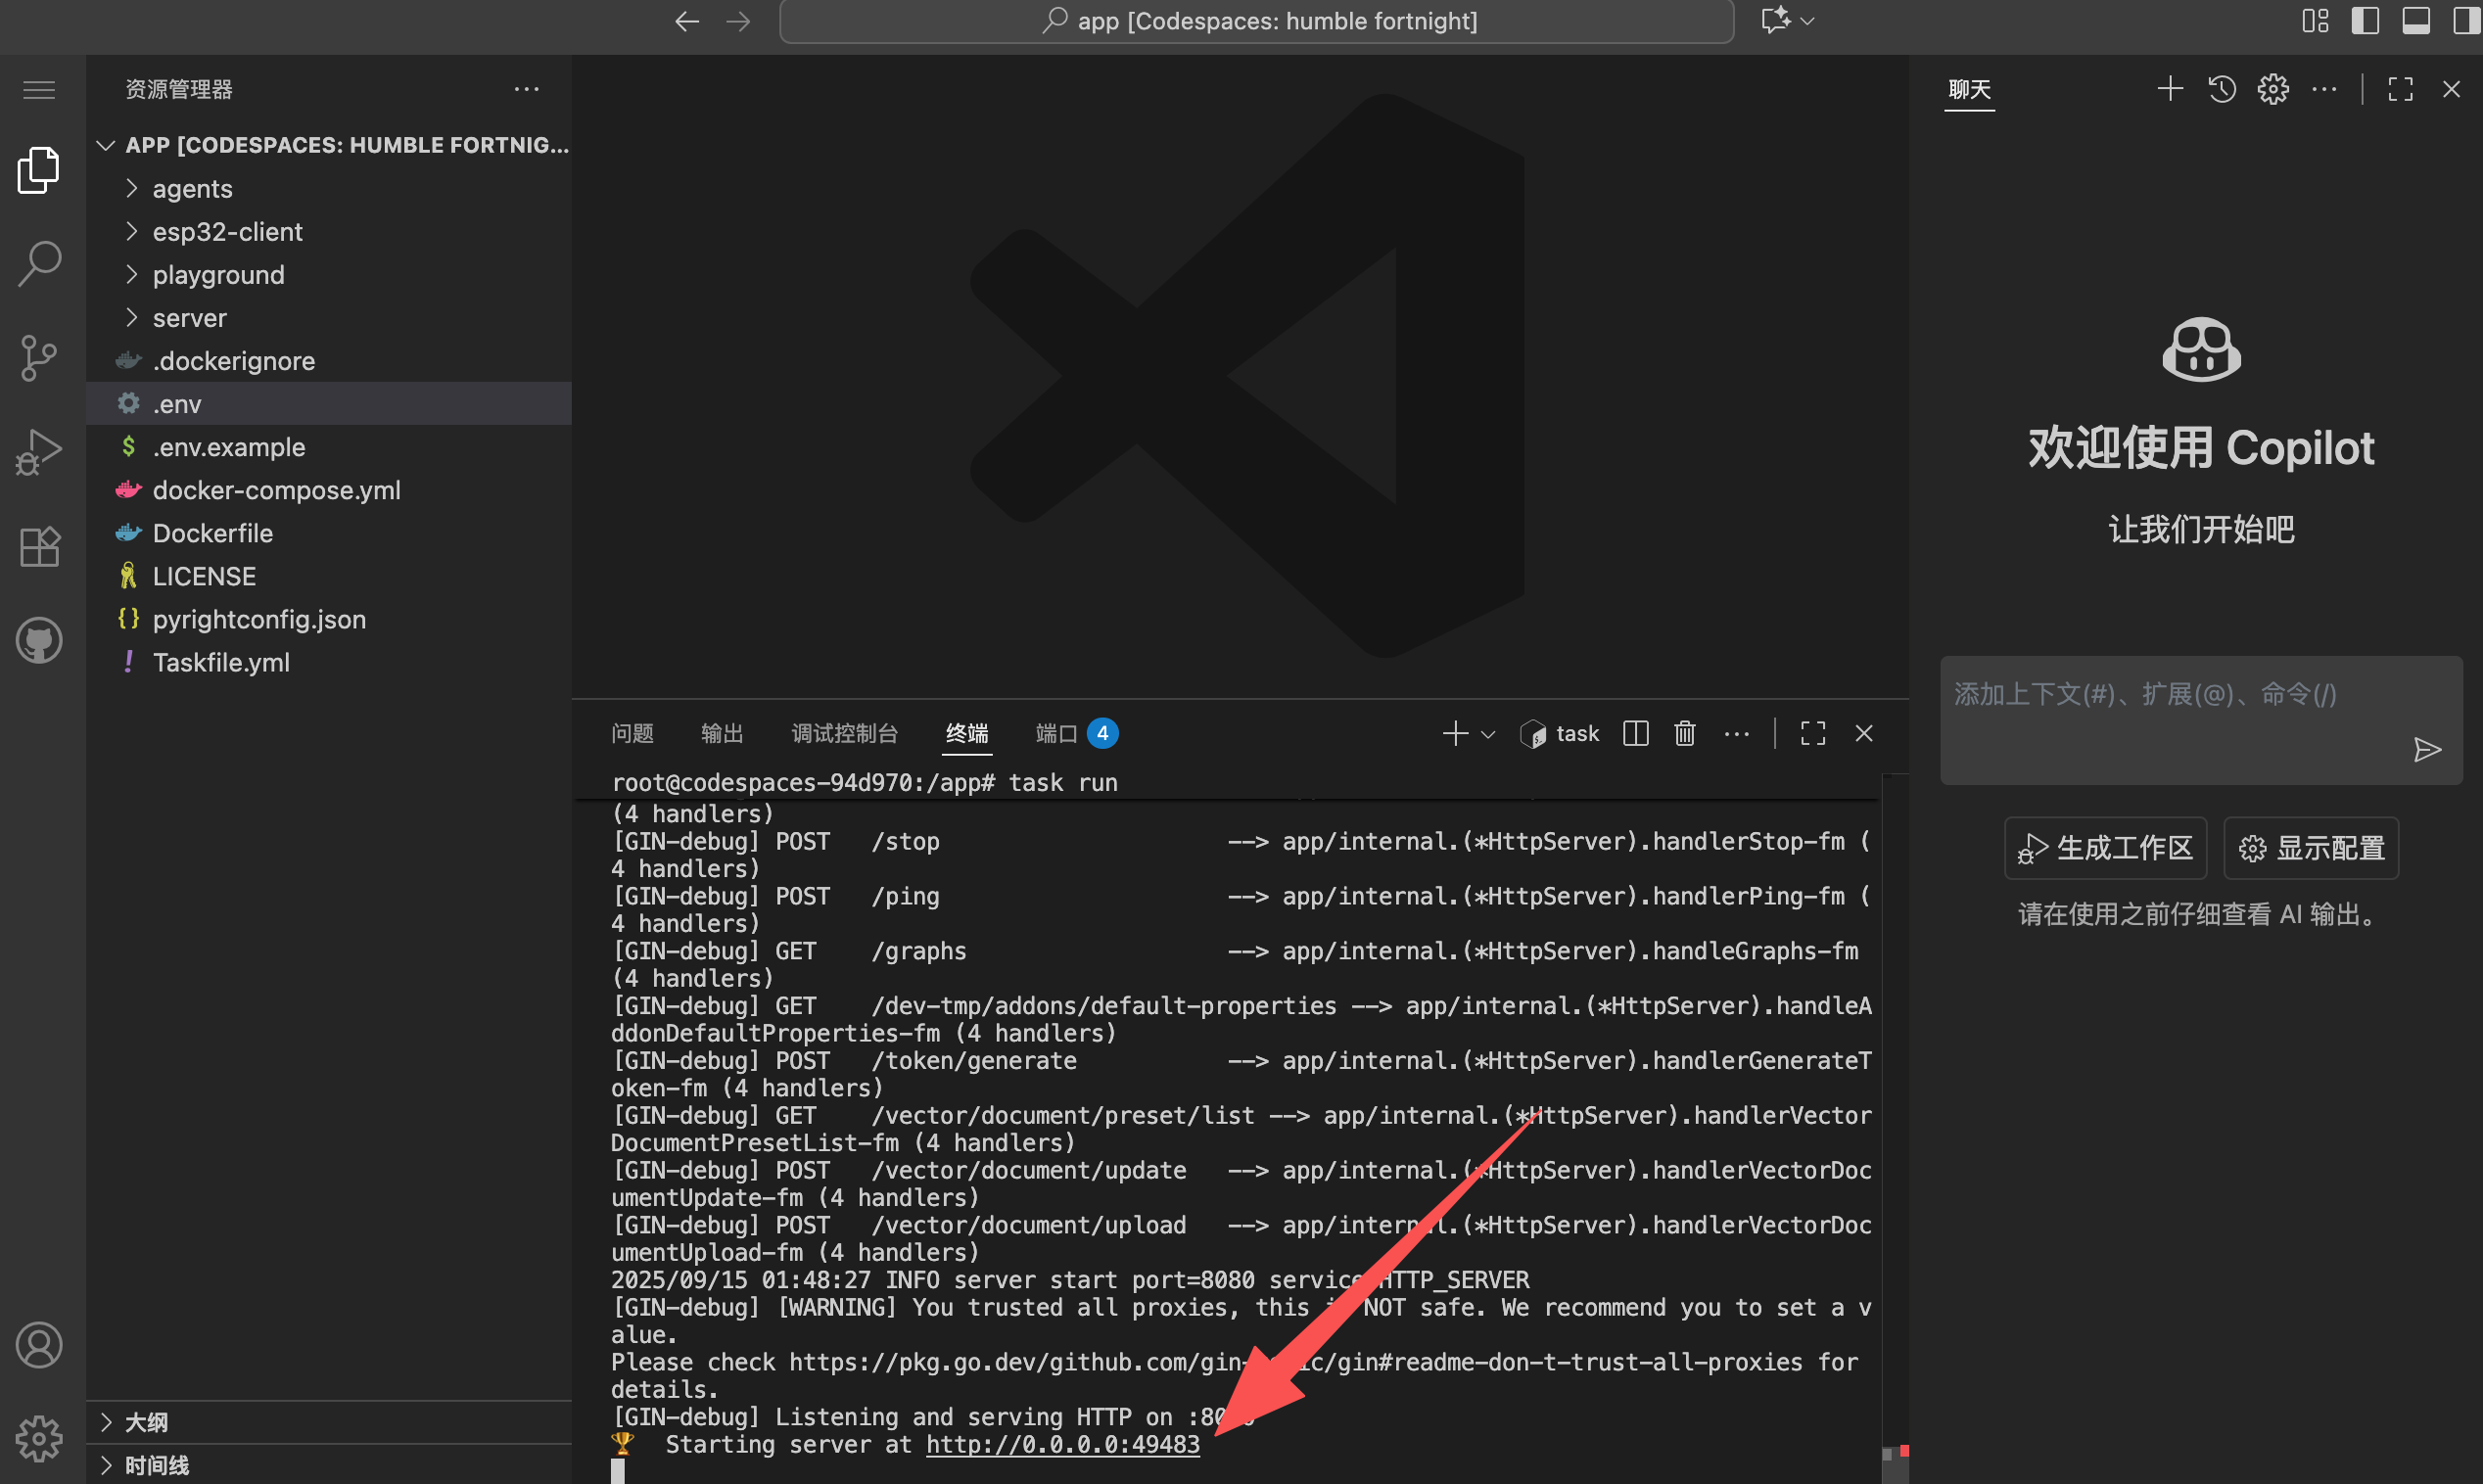 app [Codespaces: humble fortnight]
资源管理器
APP [CODESPACES: HUMBLE FORTNIG...
agents
esp32-client
playground
server
.dockerignore
.env
.env.example
docker-compose.yml
Dockerfile
LICENSE
pyrightconfig.json
Taskfile.yml
大纲
时间线
问题 输出 调试控制台 终端 端口 4
task
root@codespaces-94d970:/app# task run
(4 handlers)
[GIN-debug] POST   /stop                     --> app/internal.(*HttpServer).handlerStop-fm (
4 handlers)
[GIN-debug] POST   /ping                     --> app/internal.(*HttpServer).handlerPing-fm (
4 handlers)
[GIN-debug] GET    /graphs                   --> app/internal.(*HttpServer).handleGraphs-fm
(4 handlers)
[GIN-debug] GET    /dev-tmp/addons/default-properties --> app/internal.(*HttpServer).handleA
ddonDefaultProperties-fm (4 handlers)
[GIN-debug] POST   /token/generate           --> app/internal.(*HttpServer).handlerGenerateT
oken-fm (4 handlers)
[GIN-debug] GET    /vector/document/preset/list --> app/internal.(*HttpServer).handlerVector
DocumentPresetList-fm (4 handlers)
[GIN-debug] POST   /vector/document/update   --> app/internal.(*HttpServer).handlerVectorDoc
umentUpdate-fm (4 handlers)
[GIN-debug] POST   /vector/document/upload   --> app/internal.(*HttpServer).handlerVectorDoc
umentUpload-fm (4 handlers)
2025/09/15 01:48:27 INFO server start port=8080 service=HTTP_SERVER
[GIN-debug] [WARNING] You trusted all proxies, this is NOT safe. We recommend you to set a v
alue.
Please check https://pkg.go.dev/github.com/gin-gonic/gin#readme-don-t-trust-all-proxies for
details.
[GIN-debug] Listening and serving HTTP on :8080
🏆 Starting server at http://0.0.0.0:49483
聊天
欢迎使用 Copilot
让我们开始吧
添加上下文(#)、扩展(@)、命令(/)
生成工作区 显示配置
请在使用之前仔细查看 AI 输出。